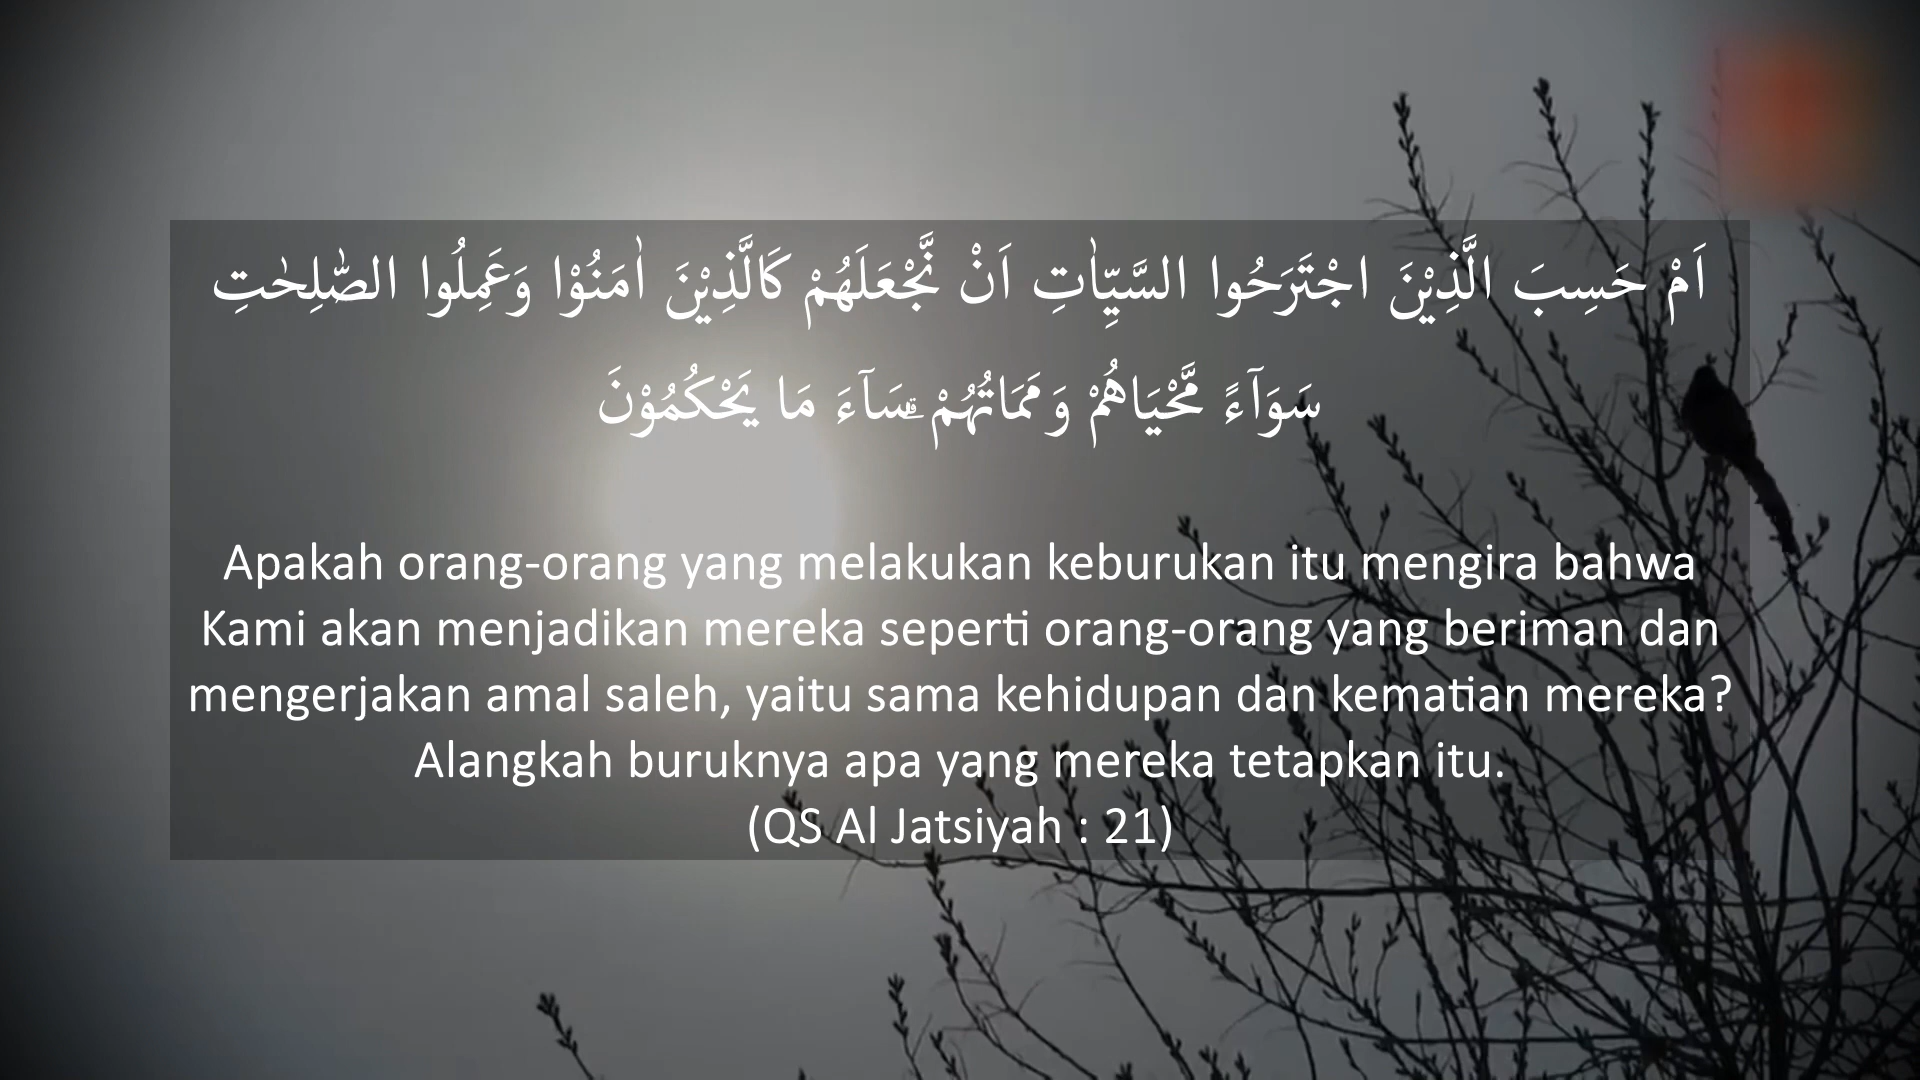 اَمْ حَسِبَ الَّذِيْنَ اجْتَرَحُوا السَّيِّاٰتِ اَنْ نَّجْعَلَهُمْ كَالَّذِيْنَ اٰمَنُوْا وَعَمِلُوا الصّٰلِحٰتِ
سَوَاۤءً مَّحْيَاهُمْ وَمَمَاتُهُمْ ۗسَاۤءَ مَا يَحْكُمُوْنَ
Apakah orang-orang yang melakukan keburukan itu mengira bahwa
Kami akan menjadikan mereka seperti orang-orang yang beriman dan
mengerjakan amal saleh, yaitu sama kehidupan dan kematian mereka?
Alangkah buruknya apa yang mereka tetapkan itu.
(QS Al Jatsiyah : 21)